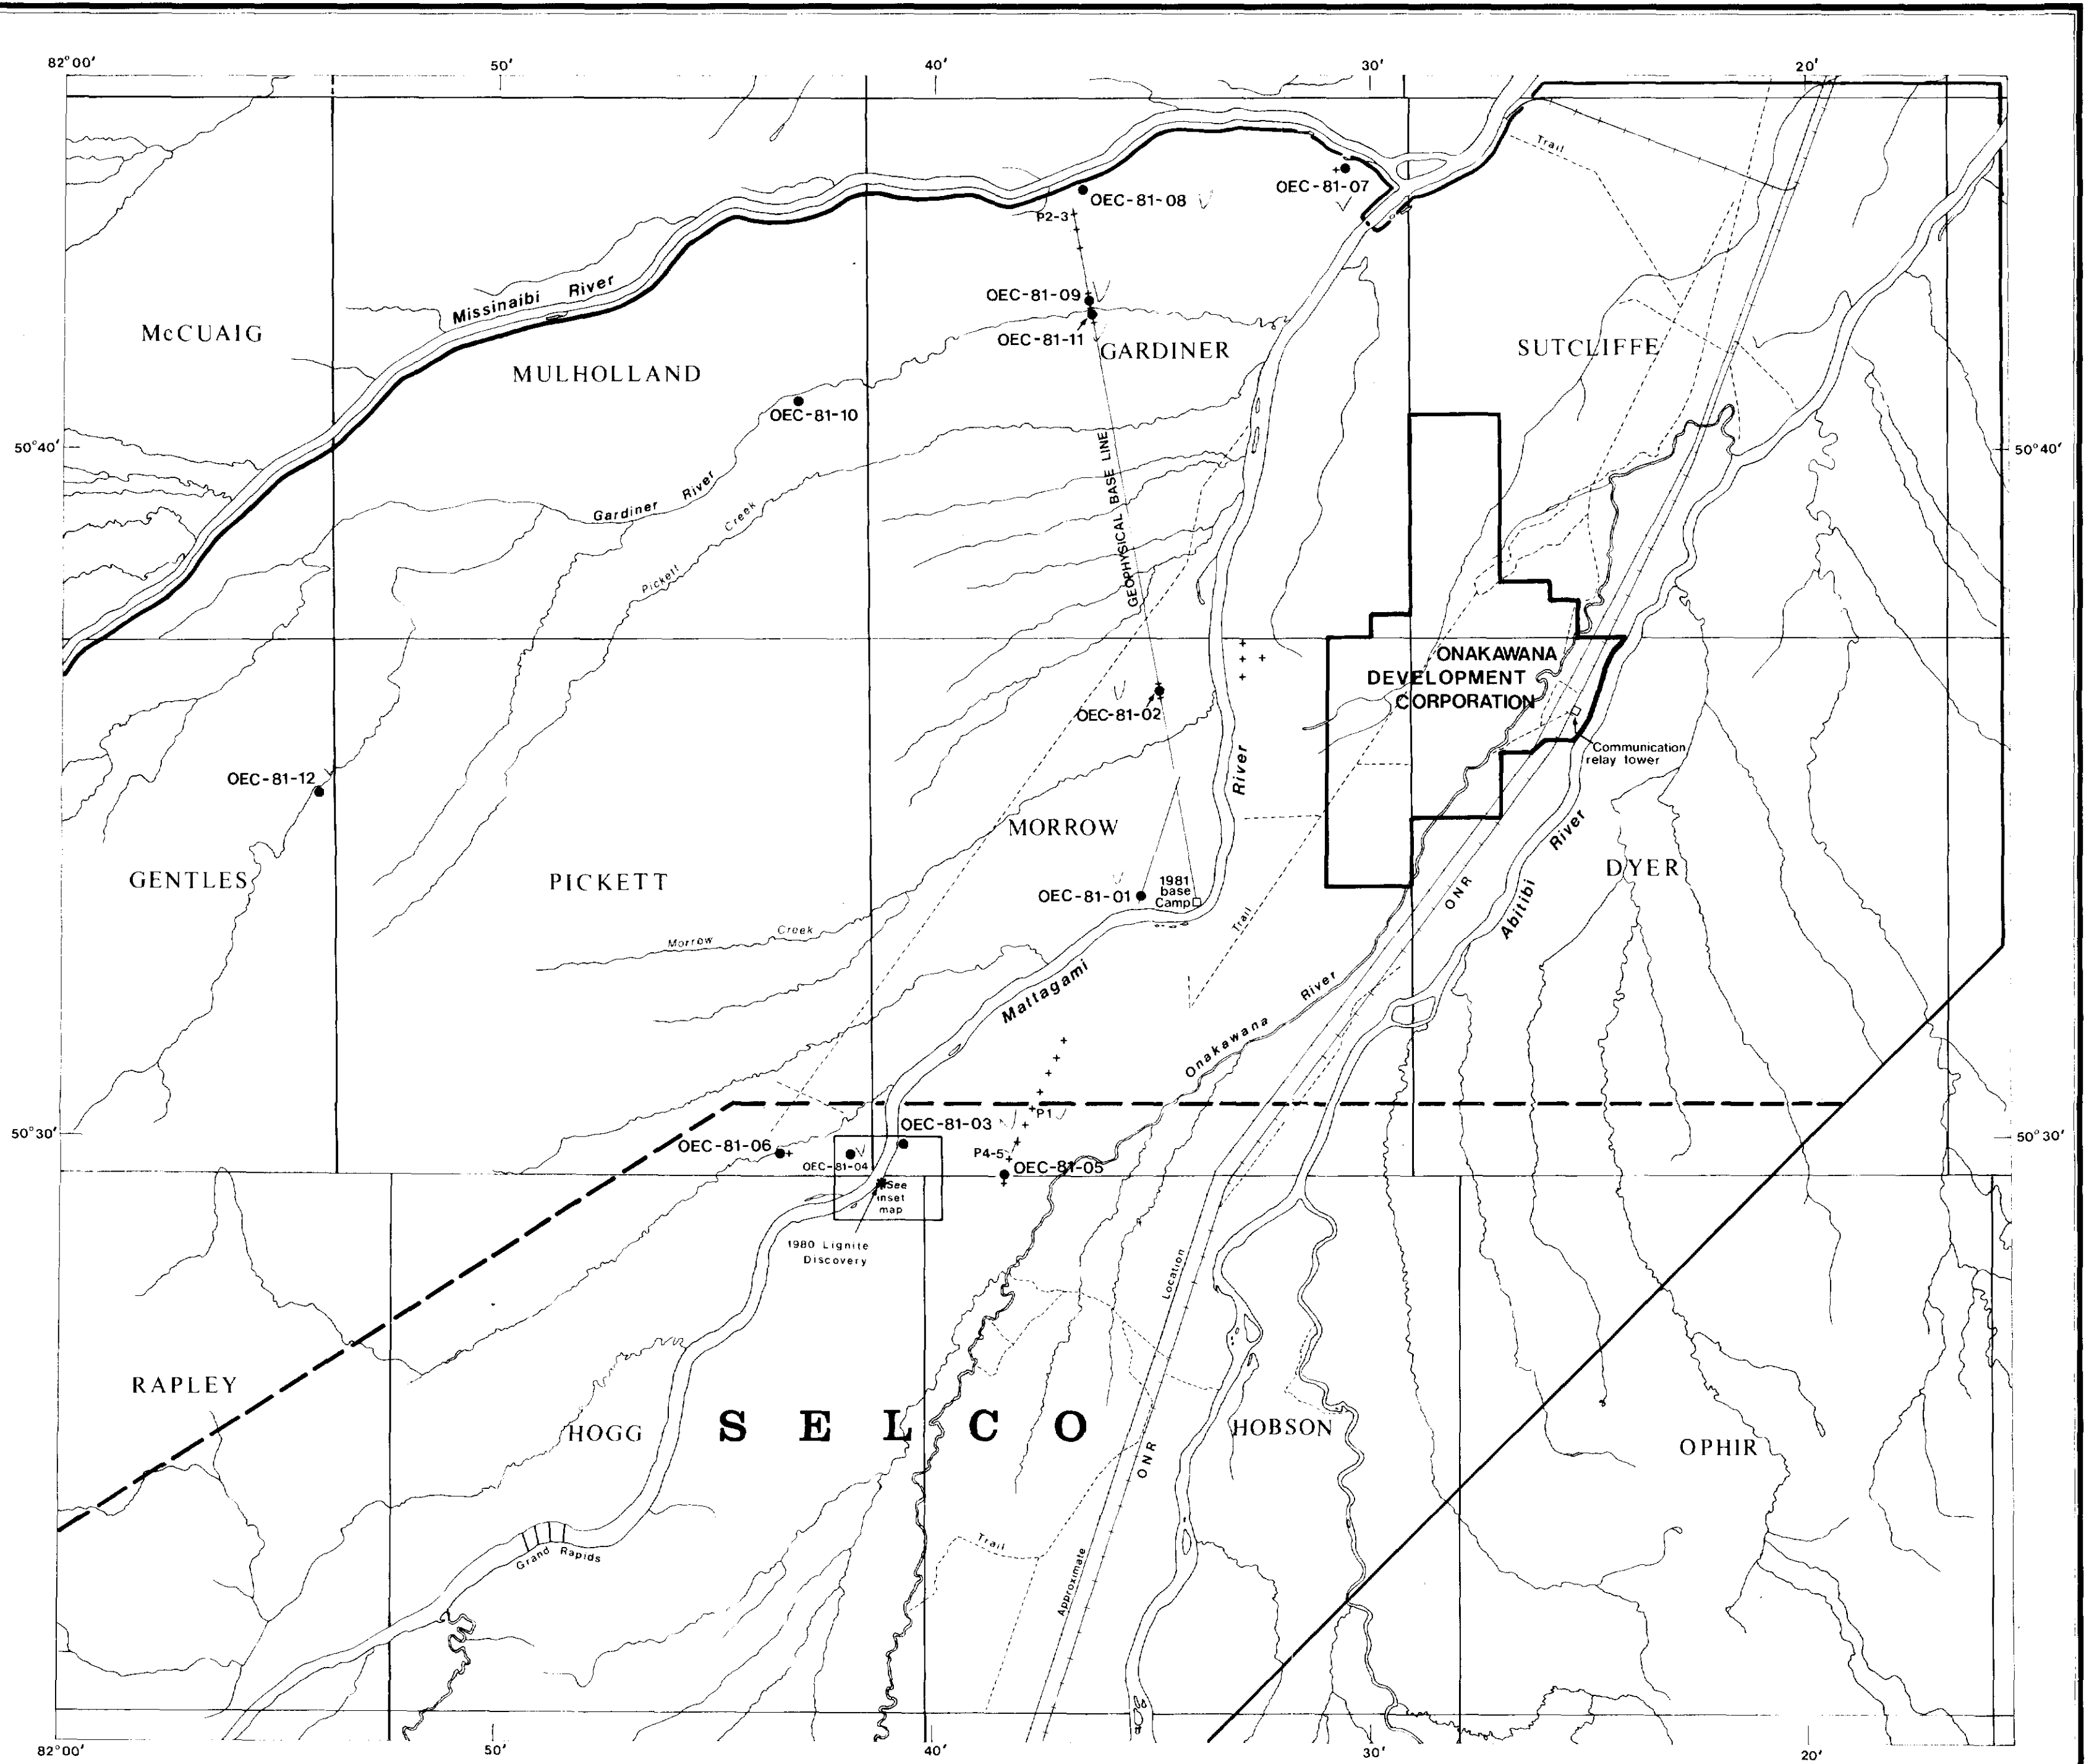 82°00'
50'
40'
30'
20'
Trail
OEC-81-07
OEC-81-08
P2-3
Missinaibi River
OEC-81-09
OEC-81-11
McCUAIG
MULHOLLAND
GARDINER
SUTCLIFFE
OEC-81-10
50°40'
50°40'
GEOPHYSICAL BASE LINE
Gardiner River
Pickett Creek
ONAKAWANA
DEVELOPMENT
CORPORATION
OEC-81-02
Communication
relay tower
River
OEC-81-12
MORROW
GENTLES
PICKETT
DYER
Abitibi River
ONR
OEC-81-01
1981
base
Camp
Trail
Morrow Creek
Mattagami
Onakawana River
P1
50°30'
50°30'
OEC-81-03
OEC-81-06
OEC-81-04
P4-5
OEC-81-05
See
inset
map
1980 Lignite
Discovery
Location
RAPLEY
HOGG
SELCO
HOBSON
OPHIR
ONR
Grand Rapids
Trail
Approximate
82°00'
50'
40'
30'
20'